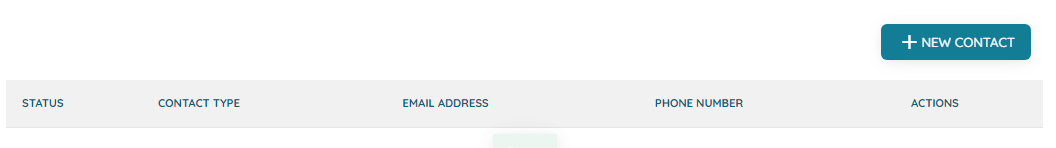 + NEW CONTACT
STATUS CONTACT TYPE EMAIL ADDRESS PHONE NUMBER ACTIONS